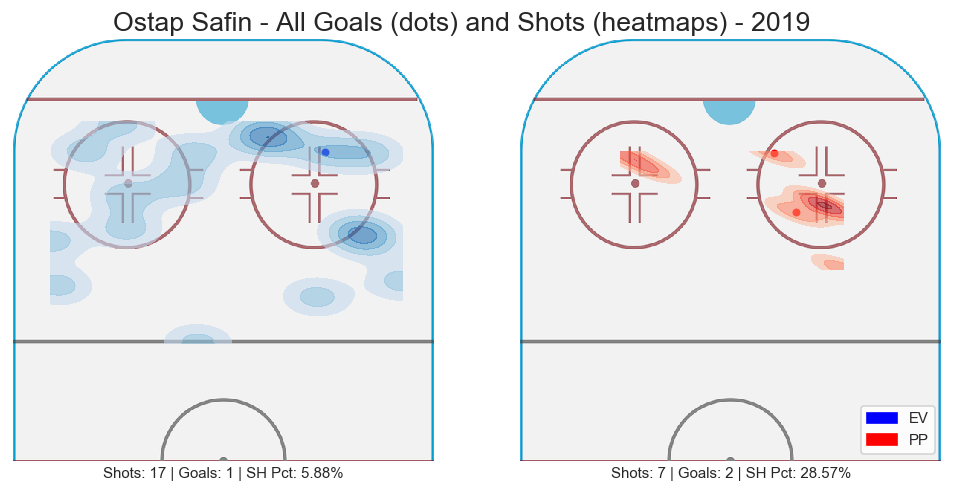 Ostap Safin - All Goals (dots) and Shots (heatmaps) - 2019
EV
PP
Shots: 17 | Goals: 1 | SH Pct: 5.88%
Shots: 7 | Goals: 2 | SH Pct: 28.57%